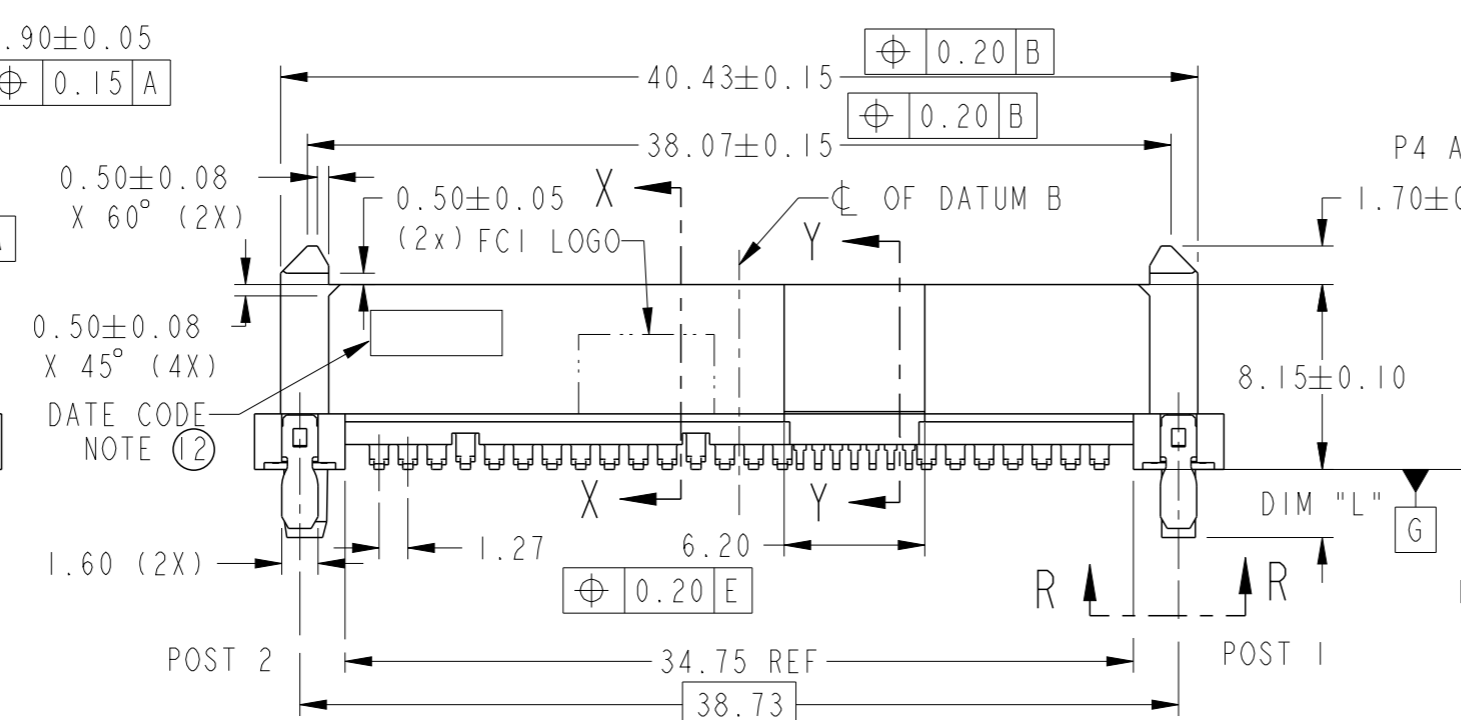 .90±0.05
⌖ 0.15 A
40.43±0.15
⌖ 0.20 B
⌖ 0.20 B
38.07±0.15
P4 A
0.50±0.08
X 60° (2X)
0.50±0.05
(2x)
FCI LOGO
X
Y
℄ OF DATUM B
1.70±0
0.50±0.08
X 45° (4X)
8.15±0.10
DATE CODE
NOTE 12
X
Y
DIM "L"
G
1.60 (2X)
1.27
6.20
⌖ 0.20 E
R
R
POST 2
34.75 REF
POST 1
38.73